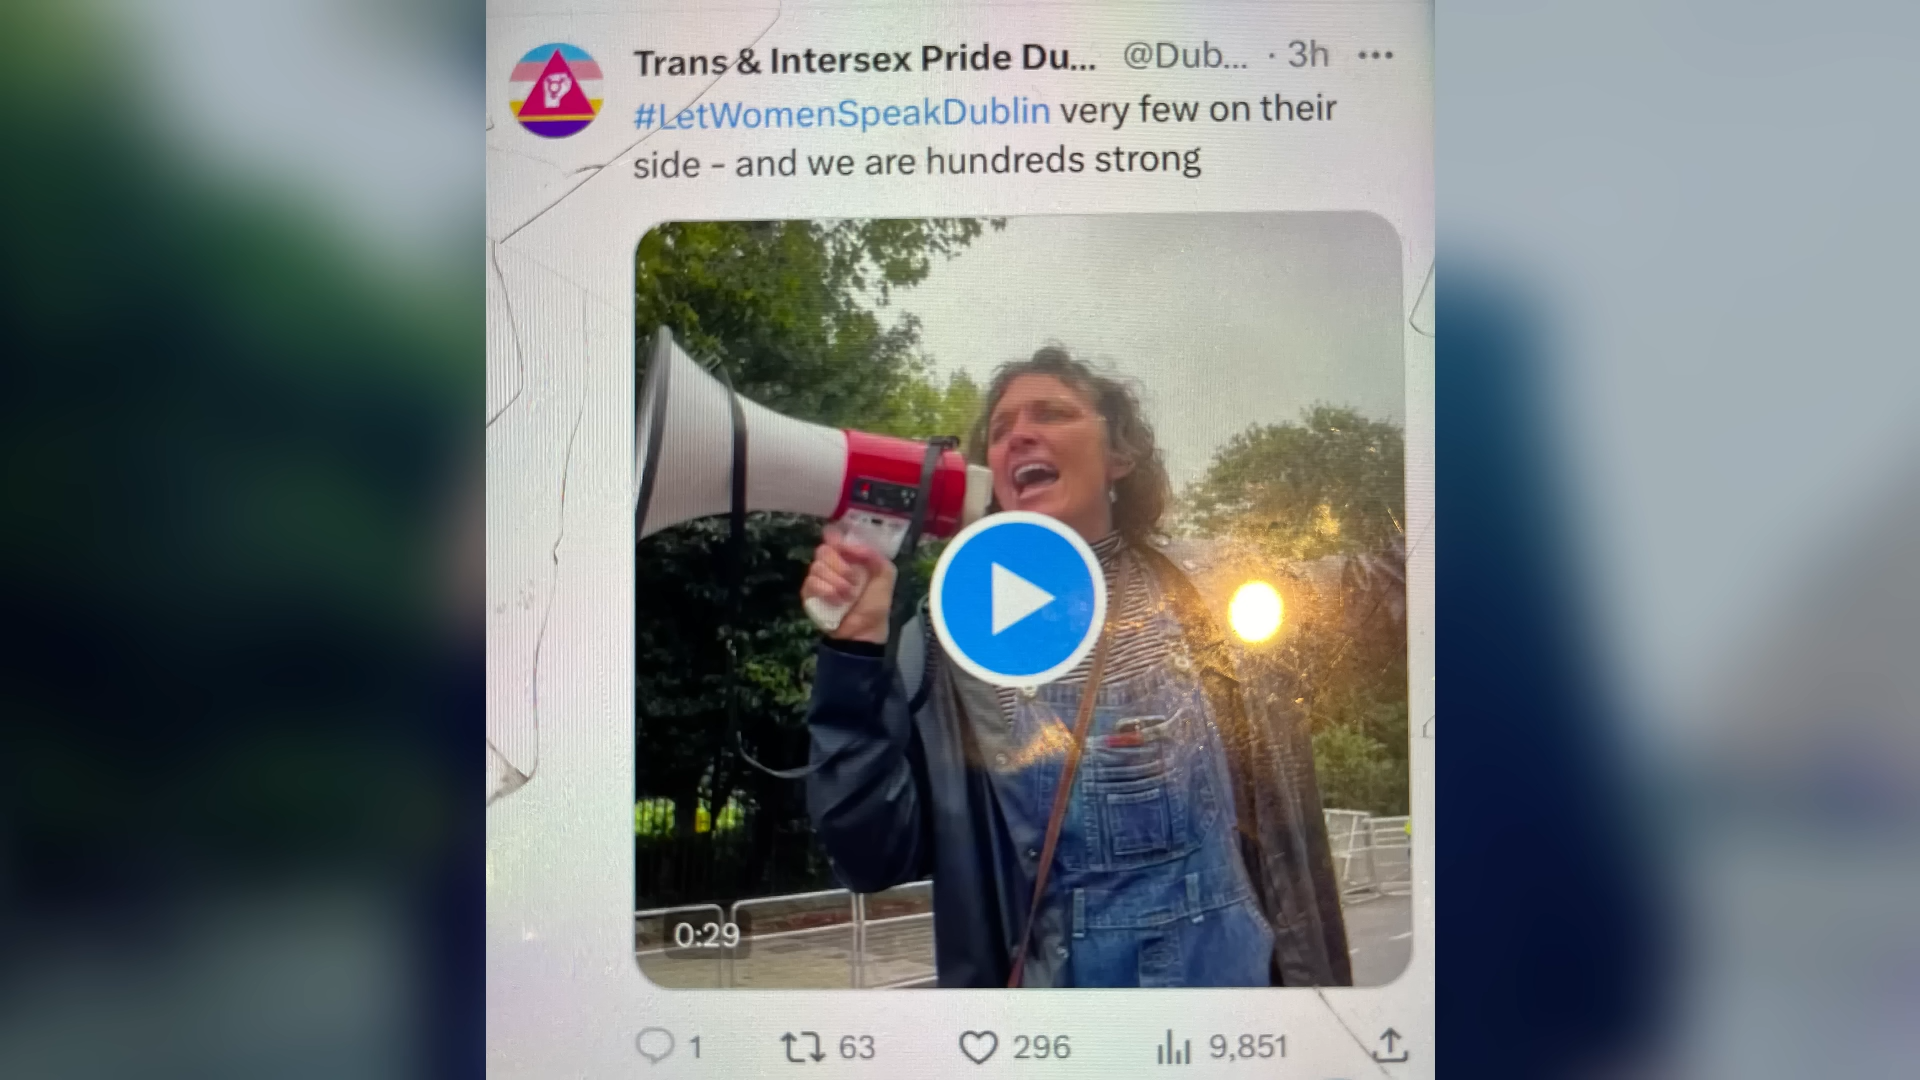 Trans & Intersex Pride Du... @Dub... · 3h
#LetWomenSpeakDublin very few on their
side - and we are hundreds strong
0:29
1 63 296 9,851